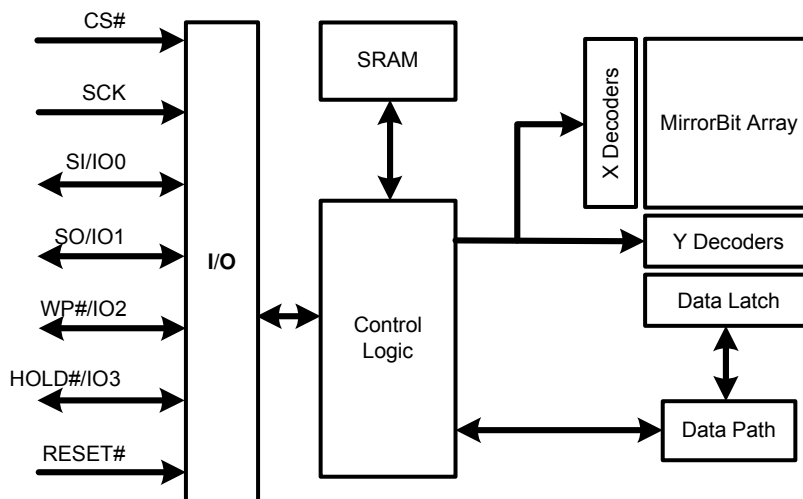 CS#
SCK
SI/IO0
SO/IO1
WP#/IO2
HOLD#/IO3
RESET#
I/O
SRAM
Control
Logic
X Decoders
MirrorBit Array
Y Decoders
Data Latch
Data Path